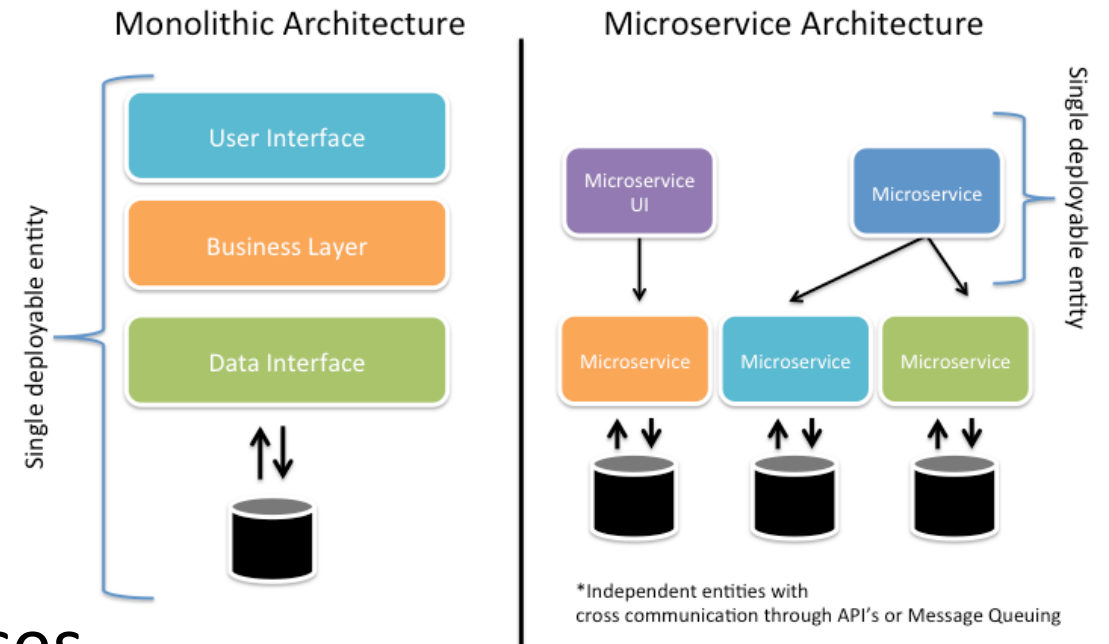 Monolithic Architecture
Single deployable entity
User Interface
Business Layer
Data Interface
Microservice Architecture
Single deployable entity
Microservice
UI
Microservice
Microservice
Microservice
Microservice
*Independent entities with
cross communication through API's or Message Queuing